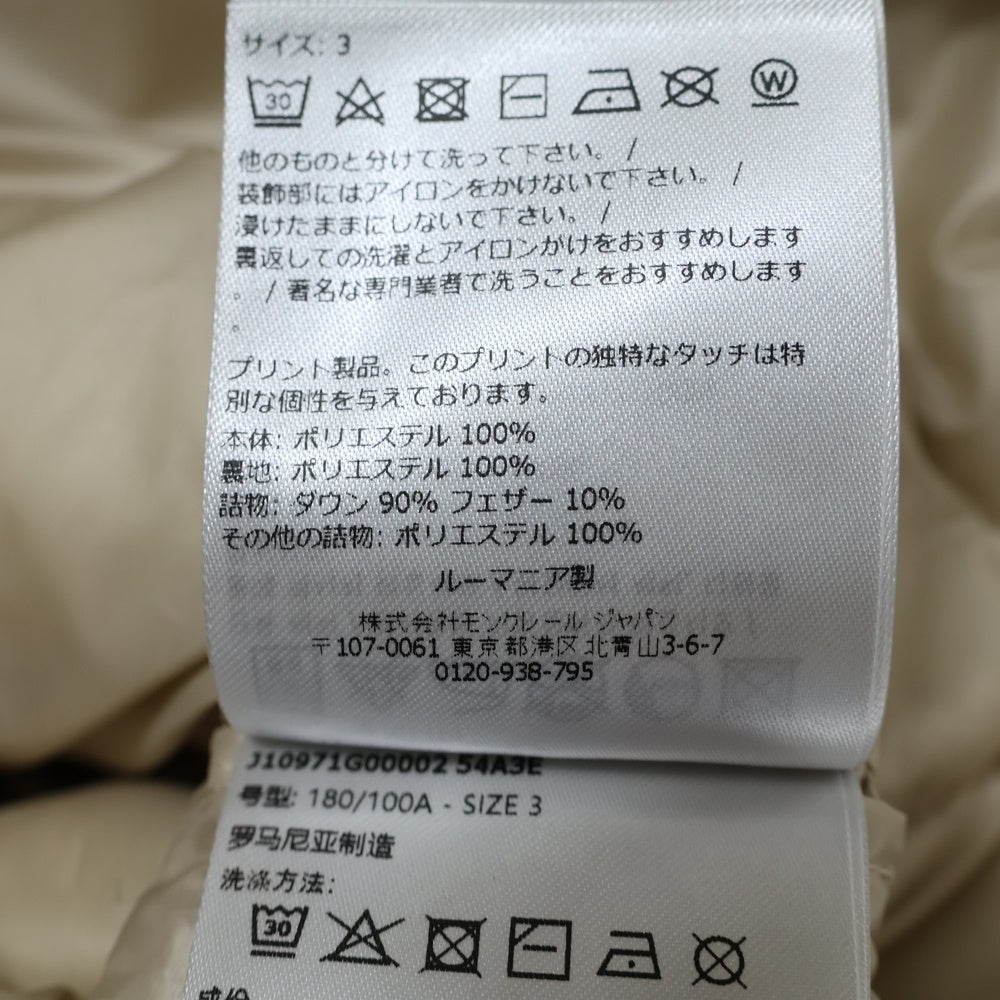 サイズ: 3
30
W
他のものと分けて洗って下さい。 /
装飾部にはアイロンをかけないで下さい。 /
浸けたままにしないで下さい。 /
裏返しての洗濯とアイロンがけをおすすめします
。 / 著名な専門業者で洗うことをおすすめします
。
プリント製品。このプリントの独特なタッチは特
別な個性を与えております。
本体: ポリエステル 100%
裏地: ポリエステル 100%
詰物: ダウン 90% フェザー 10%
その他の詰物: ポリエステル 100%
ルーマニア製
株式会社モンクレール ジャパン
〒107-0061 東京都港区北青山3-6-7
0120-938-795
J10971G00002 54A3E
号型: 180/100A - SIZE 3
罗马尼亚制造
洗涤方法:
30